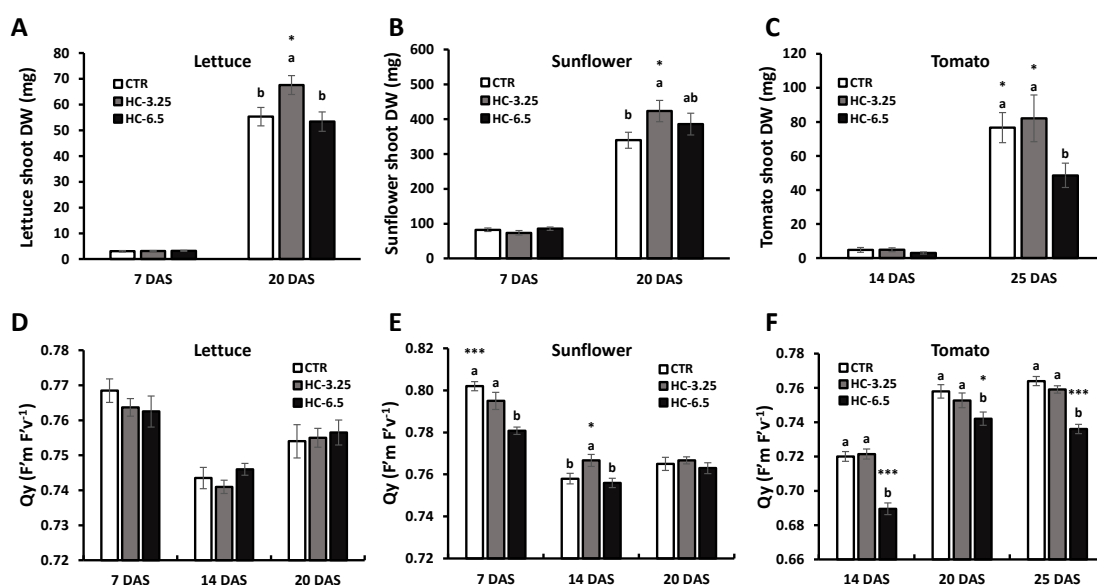 A
Lettuce
Lettuce shoot DW (mg)
80
70
60
50
40
30
20
10
0
CTR
HC-3.25
HC-6.5
b
*
a
b
7 DAS
20 DAS
B
Sunflower
Sunflower shoot DW (mg)
600
500
400
300
200
100
0
CTR
HC-3.25
HC-6.5
b
*
a
ab
7 DAS
20 DAS
C
Tomato
Tomato shoot DW (mg)
120
100
80
60
40
20
0
CTR
HC-3.25
HC-6.5
*
a
*
a
b
14 DAS
25 DAS
D
Lettuce
Qy (F'm F'v-1)
0.78
0.77
0.76
0.75
0.74
0.73
0.72
CTR
HC-3.25
HC-6.5
7 DAS
14 DAS
20 DAS
E
Sunflower
Qy (F'm F'v-1)
0.82
0.80
0.78
0.76
0.74
0.72
CTR
HC-3.25
HC-6.5
***
a
a
b
b
*
a
b
7 DAS
14 DAS
20 DAS
F
Tomato
Qy (F'm F'v-1)
0.78
0.76
0.74
0.72
0.70
0.68
0.66
CTR
HC-3.25
HC-6.5
a
a
***
b
a
a
*
b
a
a
***
b
14 DAS
20 DAS
25 DAS